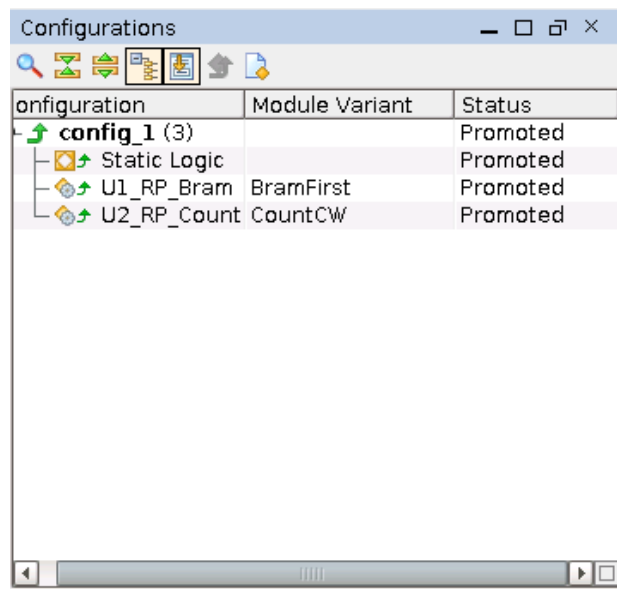 Configurations
onfiguration Module Variant Status
config_1 (3) Promoted
Static Logic Promoted
U1_RP_Bram BramFirst Promoted
U2_RP_Count CountCW Promoted